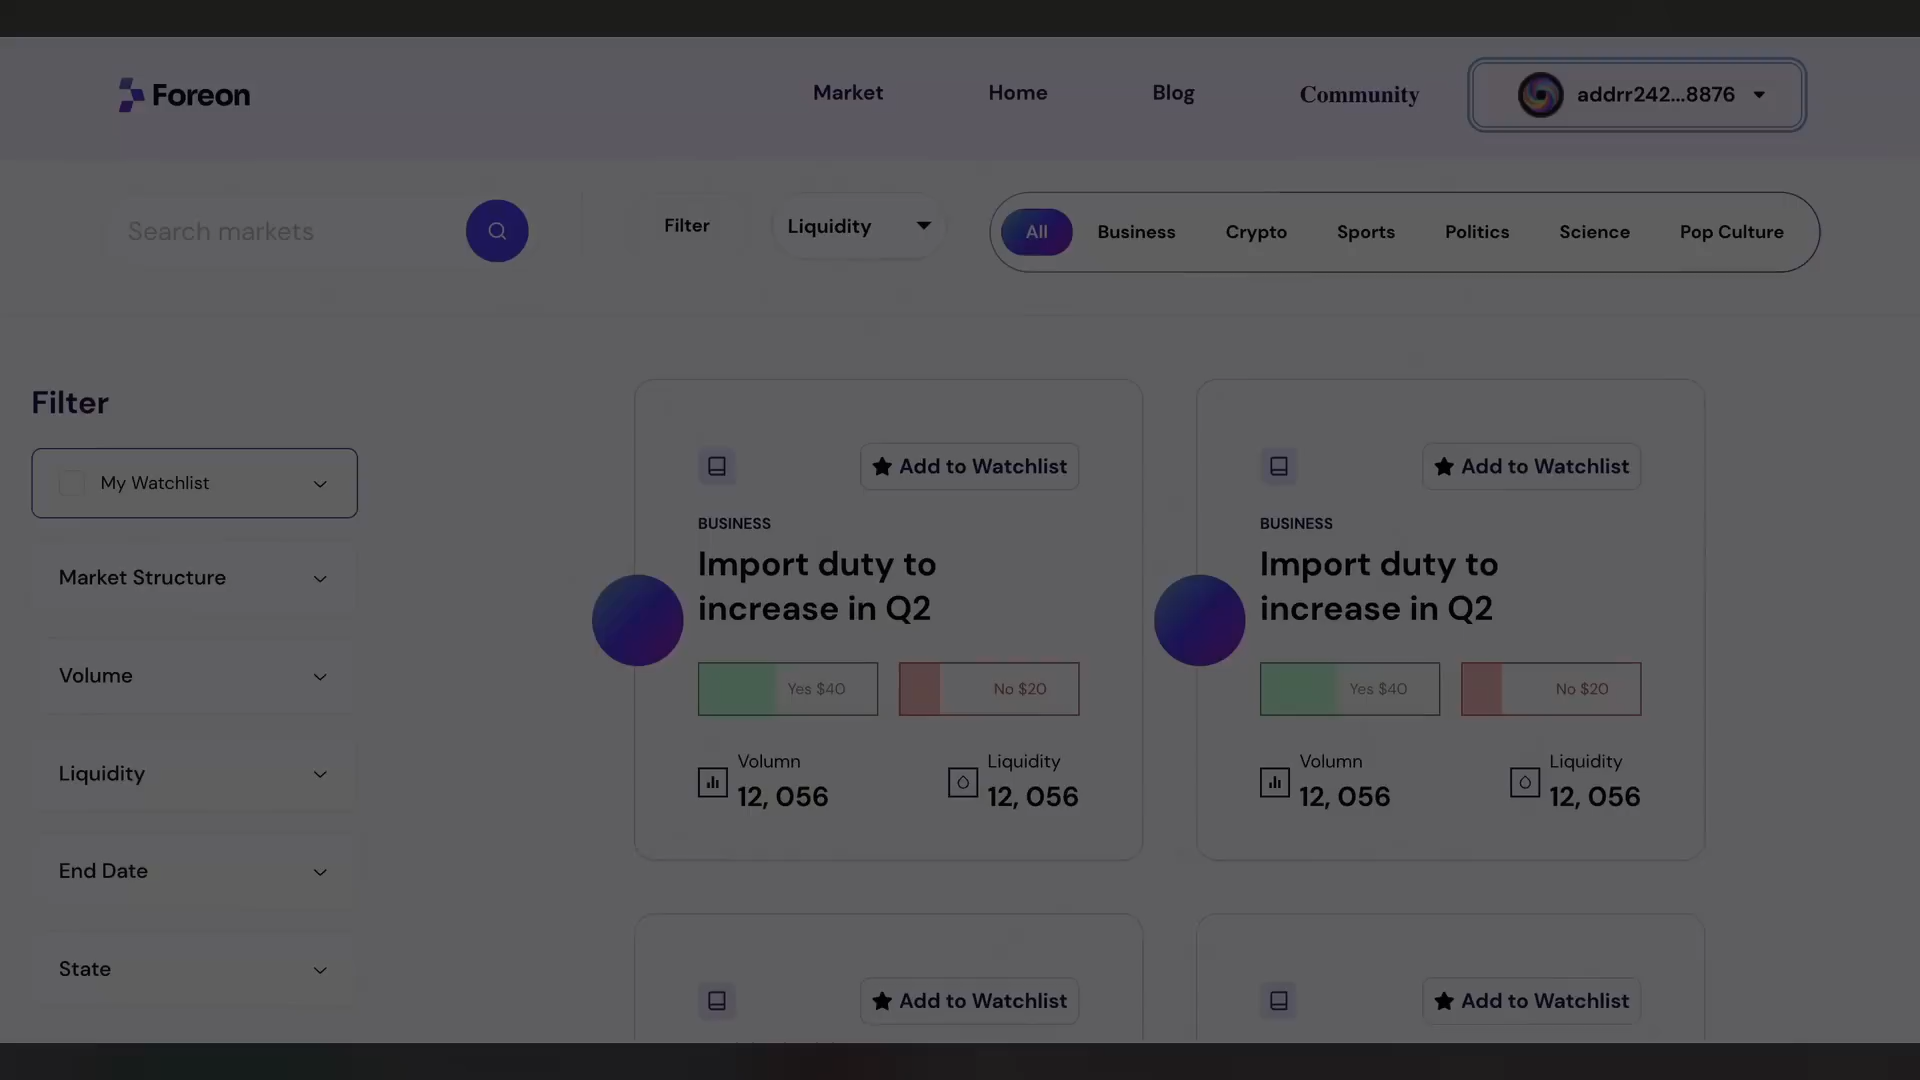 Foreon
Market
Home
Blog
Community
addrr242...8876
Search markets
Filter
Liquidity
All
Business
Crypto
Sports
Politics
Science
Pop Culture
Filter
My Watchlist
Market Structure
Volume
Liquidity
End Date
State
Add to Watchlist
BUSINESS
Import duty to
increase in Q2
Yes $40
No $20
Volumn
12, 056
Liquidity
12, 056
Add to Watchlist
BUSINESS
Import duty to
increase in Q2
Yes $40
No $20
Volumn
12, 056
Liquidity
12, 056
Add to Watchlist
Add to Watchlist